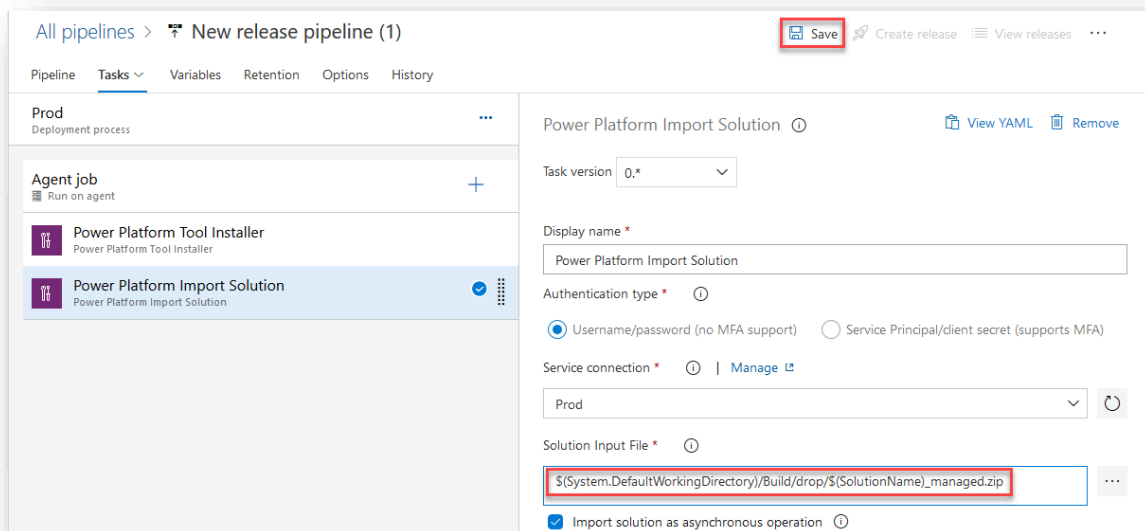 All pipelines > New release pipeline (1)
Save Create release View releases ...
Pipeline Tasks Variables Retention Options History
Prod
Deployment process
...
Agent job
Run on agent
+
Power Platform Tool Installer
Power Platform Tool Installer
Power Platform Import Solution
Power Platform Import Solution
Power Platform Import Solution
View YAML Remove
Task version 0.*
Display name *
Power Platform Import Solution
Authentication type *
Username/password (no MFA support) Service Principal/client secret (supports MFA)
Service connection * | Manage
Prod
Solution Input File *
$(System.DefaultWorkingDirectory)/Build/drop/$(SolutionName)_managed.zip
...
Import solution as asynchronous operation